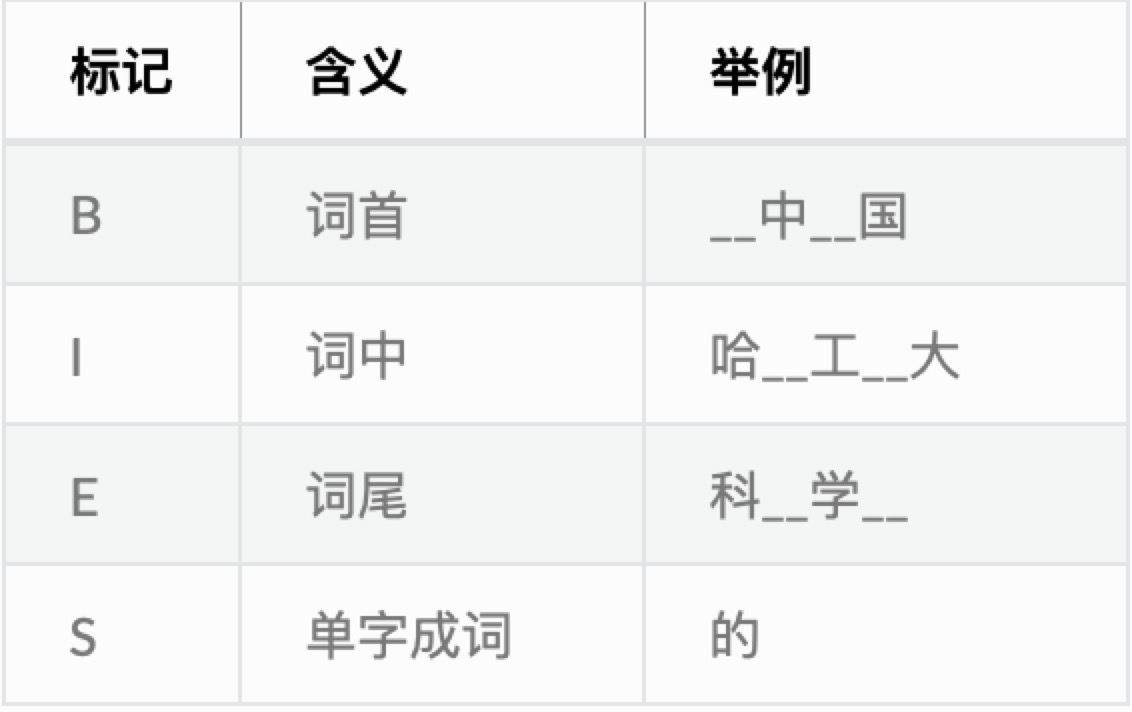 标记 含义 举例
B 词首 __中__国
I 词中 哈__工__大
E 词尾 科__学__
S 单字成词 的